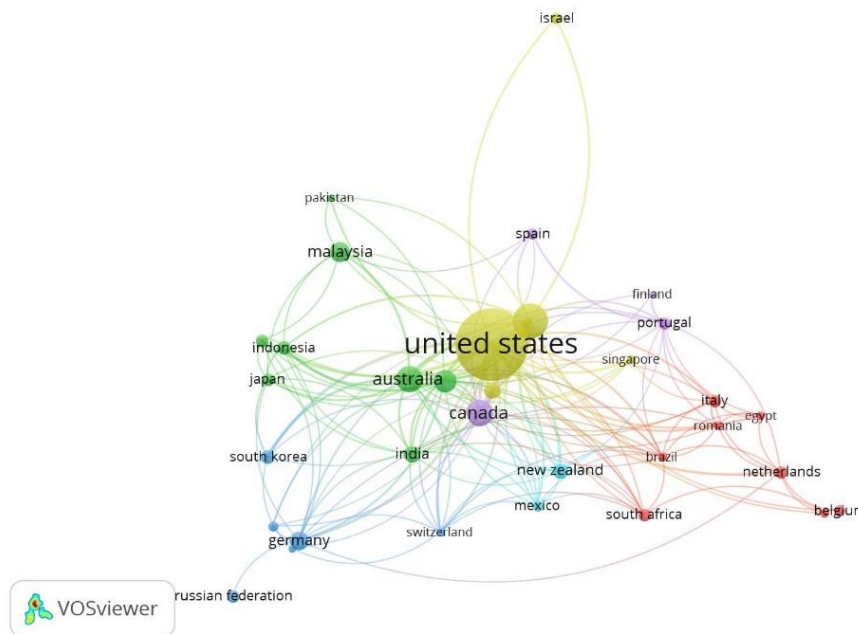 israel
pakistan
malaysia
spain
finland
portugal
united states
indonesia
singapore
japan
australia
canada
italy
egypt
romania
south korea
india
brazil
new zealand
netherlands
mexico
south africa
belgium
germany
switzerland
russian federation
VOSviewer